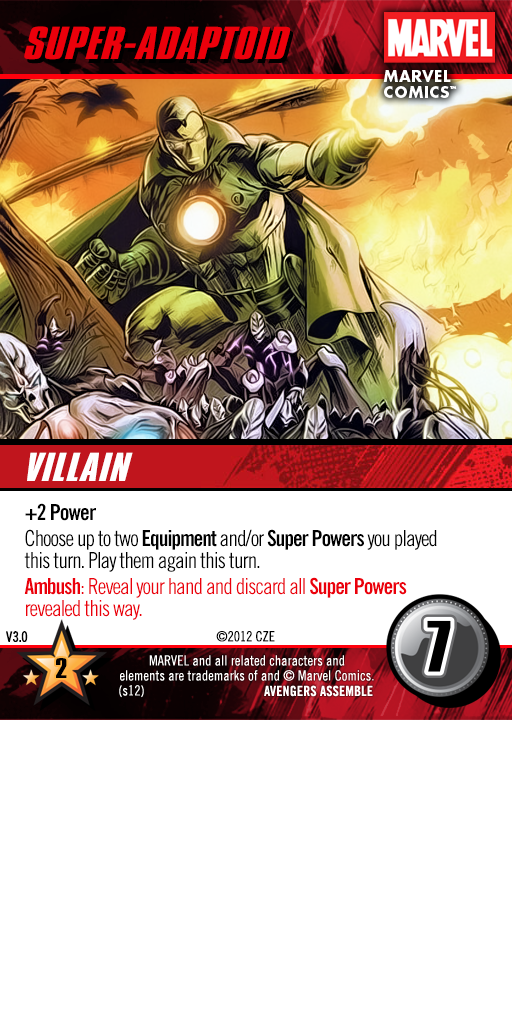 SUPER-ADAPTOID
MARVEL
MARVEL
COMICS™
VILLAIN
+2 Power
Choose up to two Equipment and/or Super Powers you played
this turn. Play them again this turn.
Ambush: Reveal your hand and discard all Super Powers
revealed this way.
V3.0
©2012 CZE
7
2
MARVEL and all related characters and
elements are trademarks of and © Marvel Comics.
(s12)
AVENGERS ASSEMBLE